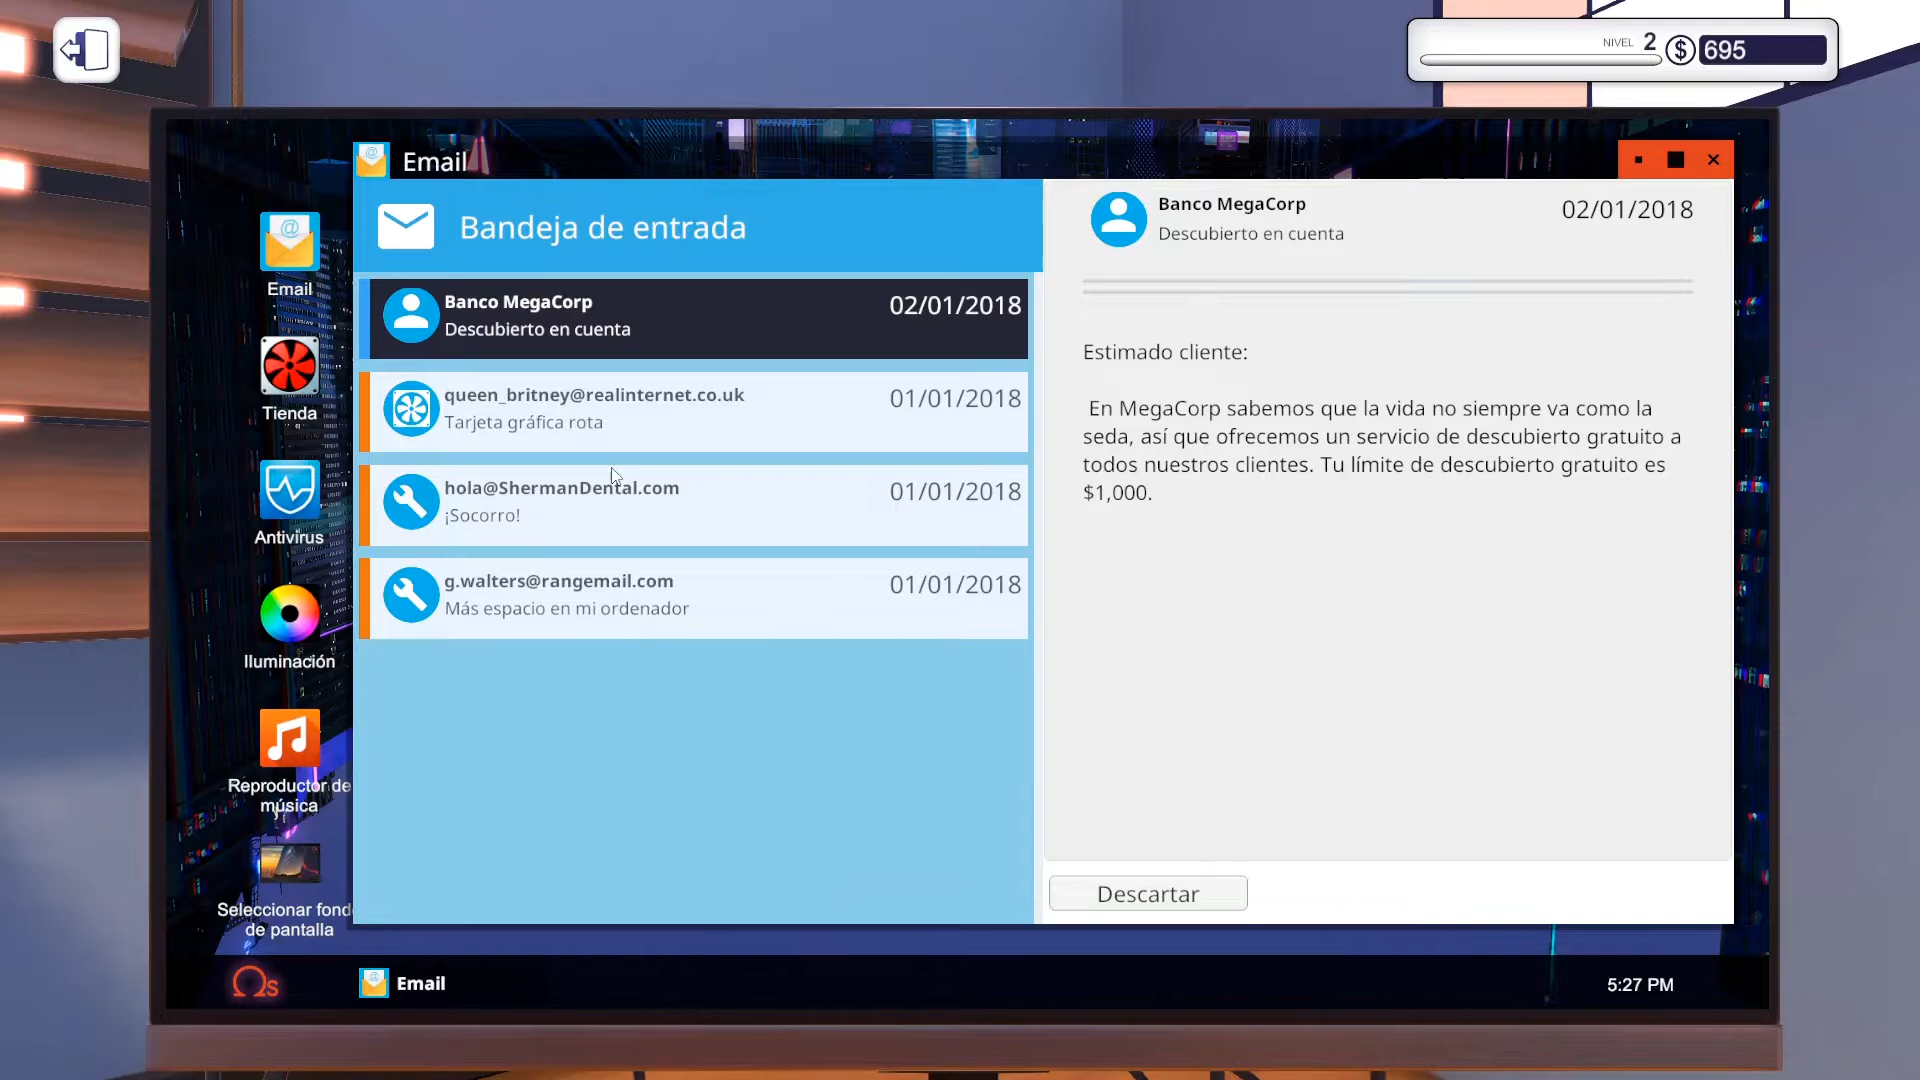 NIVEL 2 $ 695
Email
Bandeja de entrada
Banco MegaCorp 02/01/2018
Descubierto en cuenta
queen_britney@realinternet.co.uk 01/01/2018
Tarjeta gráfica rota
hola@ShermanDental.com 01/01/2018
¡Socorro!
g.walters@rangemail.com 01/01/2018
Más espacio en mi ordenador
Banco MegaCorp 02/01/2018
Descubierto en cuenta
Estimado cliente:
En MegaCorp sabemos que la vida no siempre va como la
seda, así que ofrecemos un servicio de descubierto gratuito a
todos nuestros clientes. Tu límite de descubierto gratuito es
$1,000.
Descartar
Email
Tienda
Antivirus
Iluminación
Reproductor de
música
Seleccionar fond
de pantalla
Ωs
Email
5:27 PM